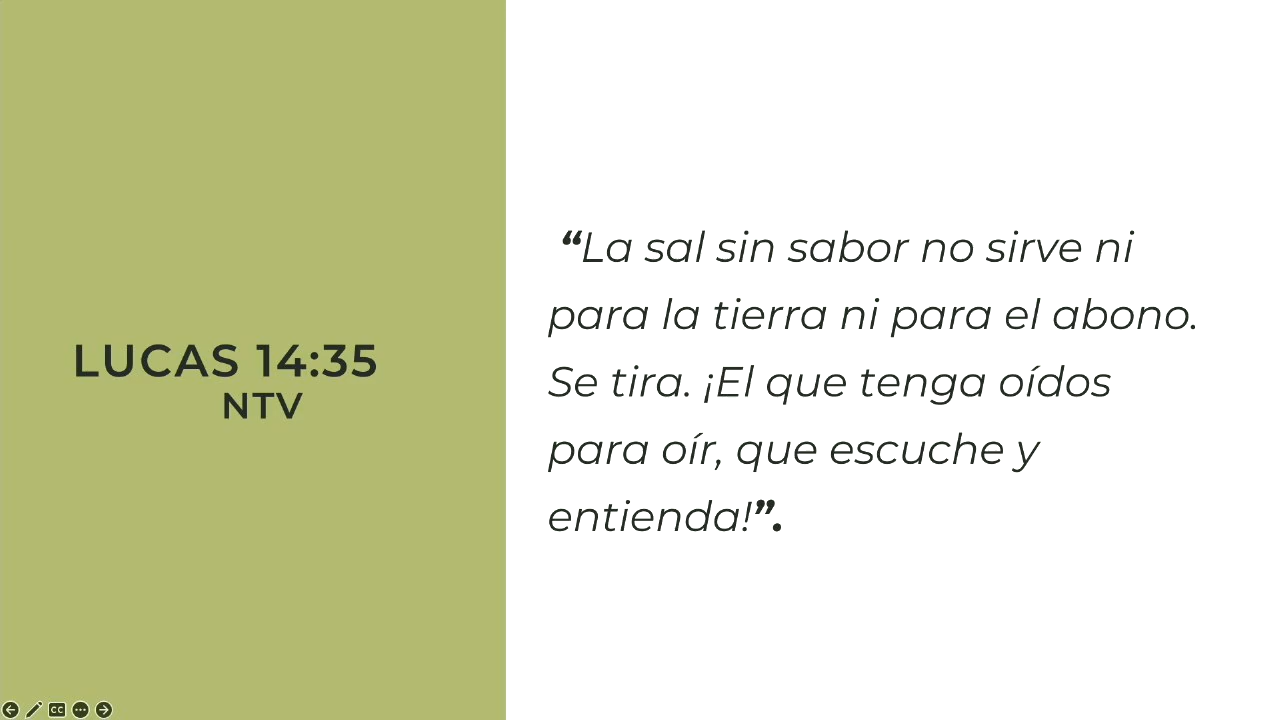 LUCAS 14:35
NTV
“La sal sin sabor no sirve ni
para la tierra ni para el abono.
Se tira. ¡El que tenga oídos
para oír, que escuche y
entienda!”.
CC